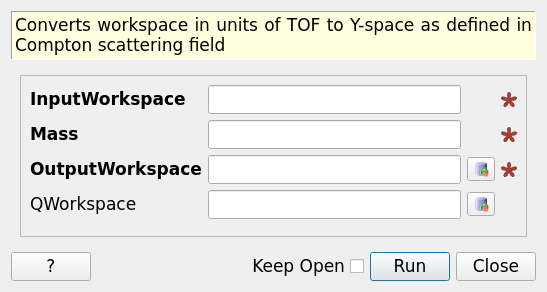 Converts workspace in units of TOF to Y-space as defined in
Compton scattering field
InputWorkspace
Mass
OutputWorkspace
QWorkspace
?
Keep Open
Run
Close